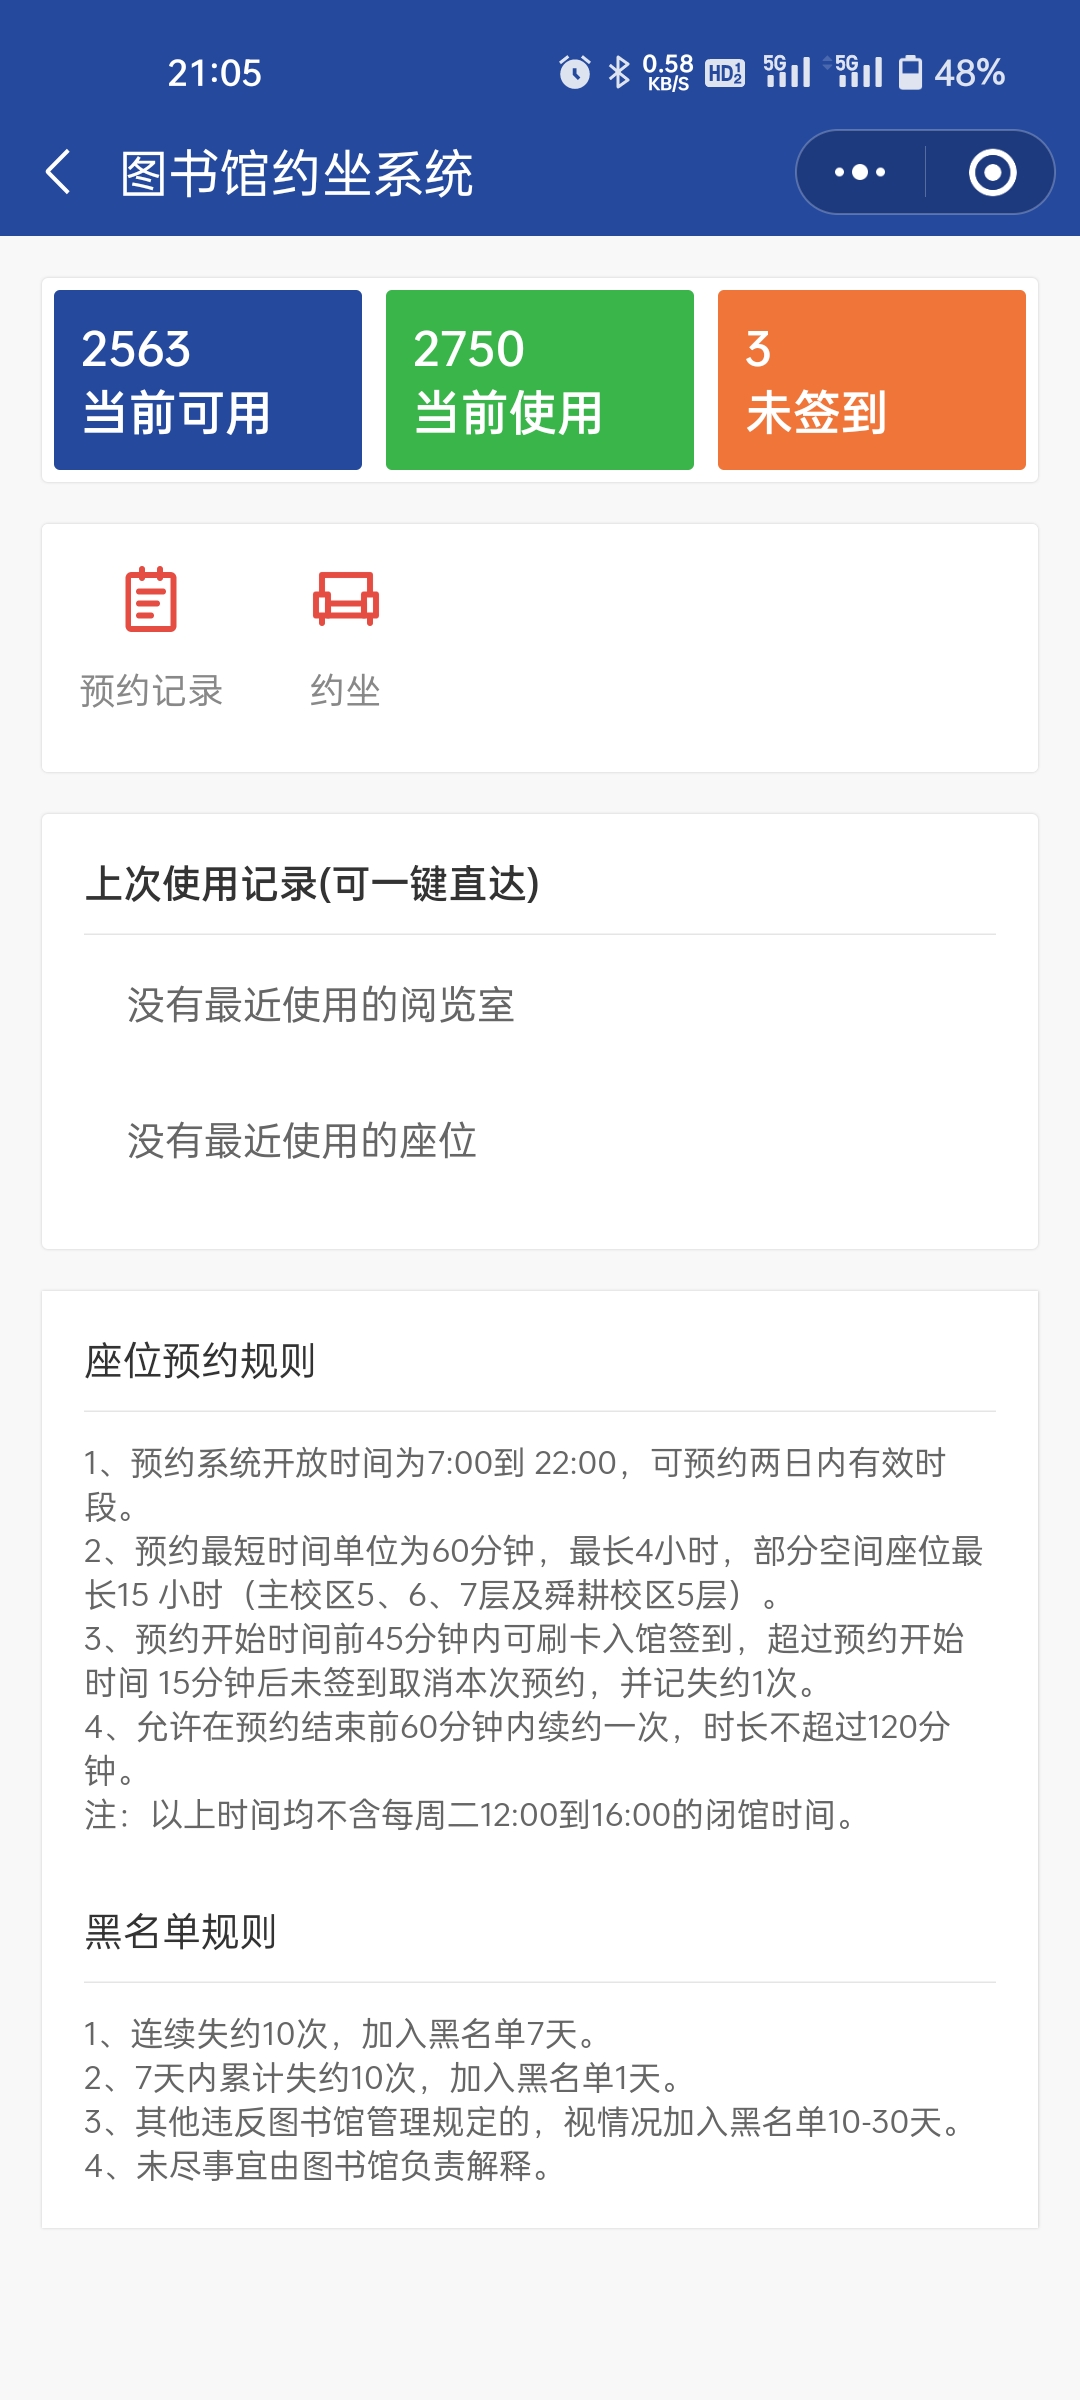 21:05
0.58 KB/S HD 1 2 5G 5G 48%
图书馆约坐系统
2563 2750 3
当前可用 当前使用 未签到
预约记录 约坐
上次使用记录(可一键直达)
没有最近使用的阅览室
没有最近使用的座位
座位预约规则
1、预约系统开放时间为7:00到 22:00，可预约两日内有效时
段。
2、预约最短时间单位为60分钟，最长4小时，部分空间座位最
长15 小时（主校区5、6、7层及舜耕校区5层）。
3、预约开始时间前45分钟内可刷卡入馆签到，超过预约开始
时间 15分钟后未签到取消本次预约，并记失约1次。
4、允许在预约结束前60分钟内续约一次，时长不超过120分
钟。
注：以上时间均不含每周二12:00到16:00的闭馆时间。
黑名单规则
1、连续失约10次，加入黑名单7天。
2、7天内累计失约10次，加入黑名单1天。
3、其他违反图书馆管理规定的，视情况加入黑名单10-30天。
4、未尽事宜由图书馆负责解释。